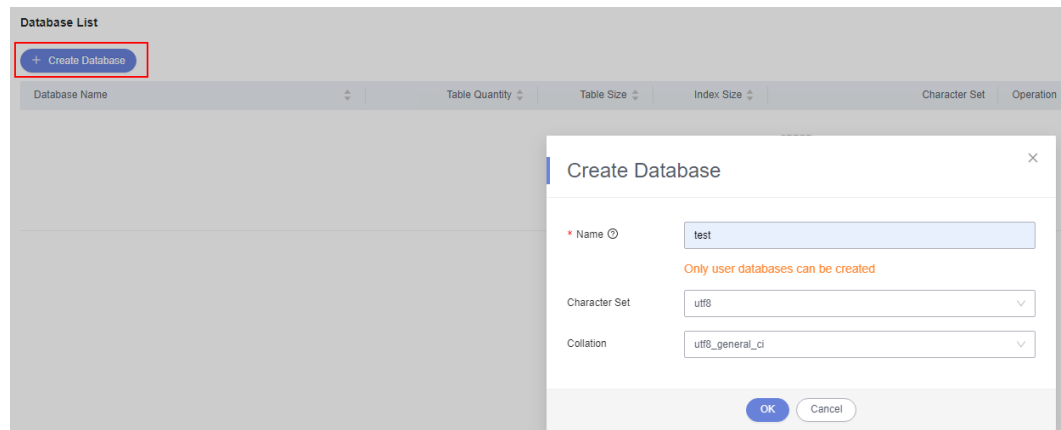 Database List
+ Create Database
Database Name Table Quantity Table Size Index Size Character Set Operation
Create Database
* Name
test
Only user databases can be created
Character Set
utf8
Collation
utf8_general_ci
OK Cancel